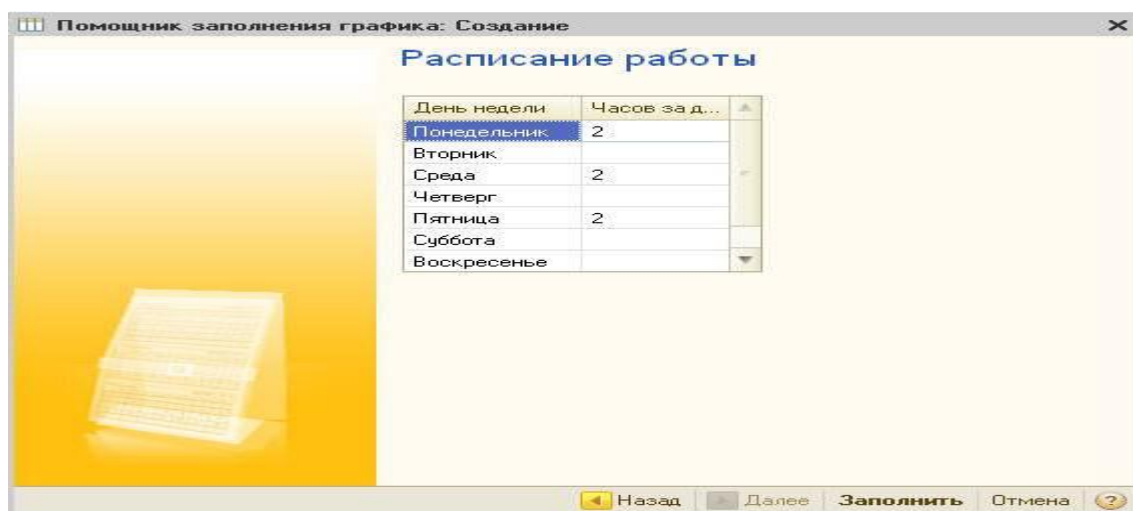 Помощник заполнения графика: Создание
Расписание работы
День недели Часов за д...
Понедельник 2
Вторник
Среда 2
Четверг
Пятница 2
Суббота
Воскресенье
Назад Далее Заполнить Отмена ?